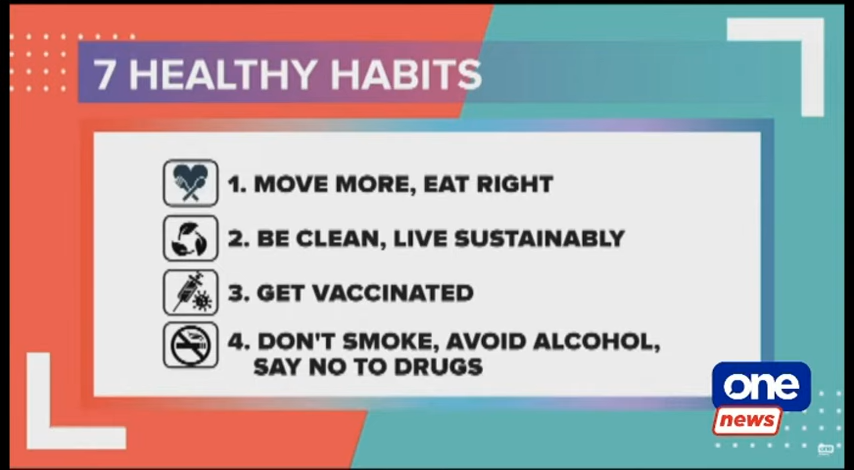 7 HEALTHY HABITS
1. MOVE MORE, EAT RIGHT
2. BE CLEAN, LIVE SUSTAINABLY
3. GET VACCINATED
4. DON'T SMOKE, AVOID ALCOHOL,
SAY NO TO DRUGS
one
news
one